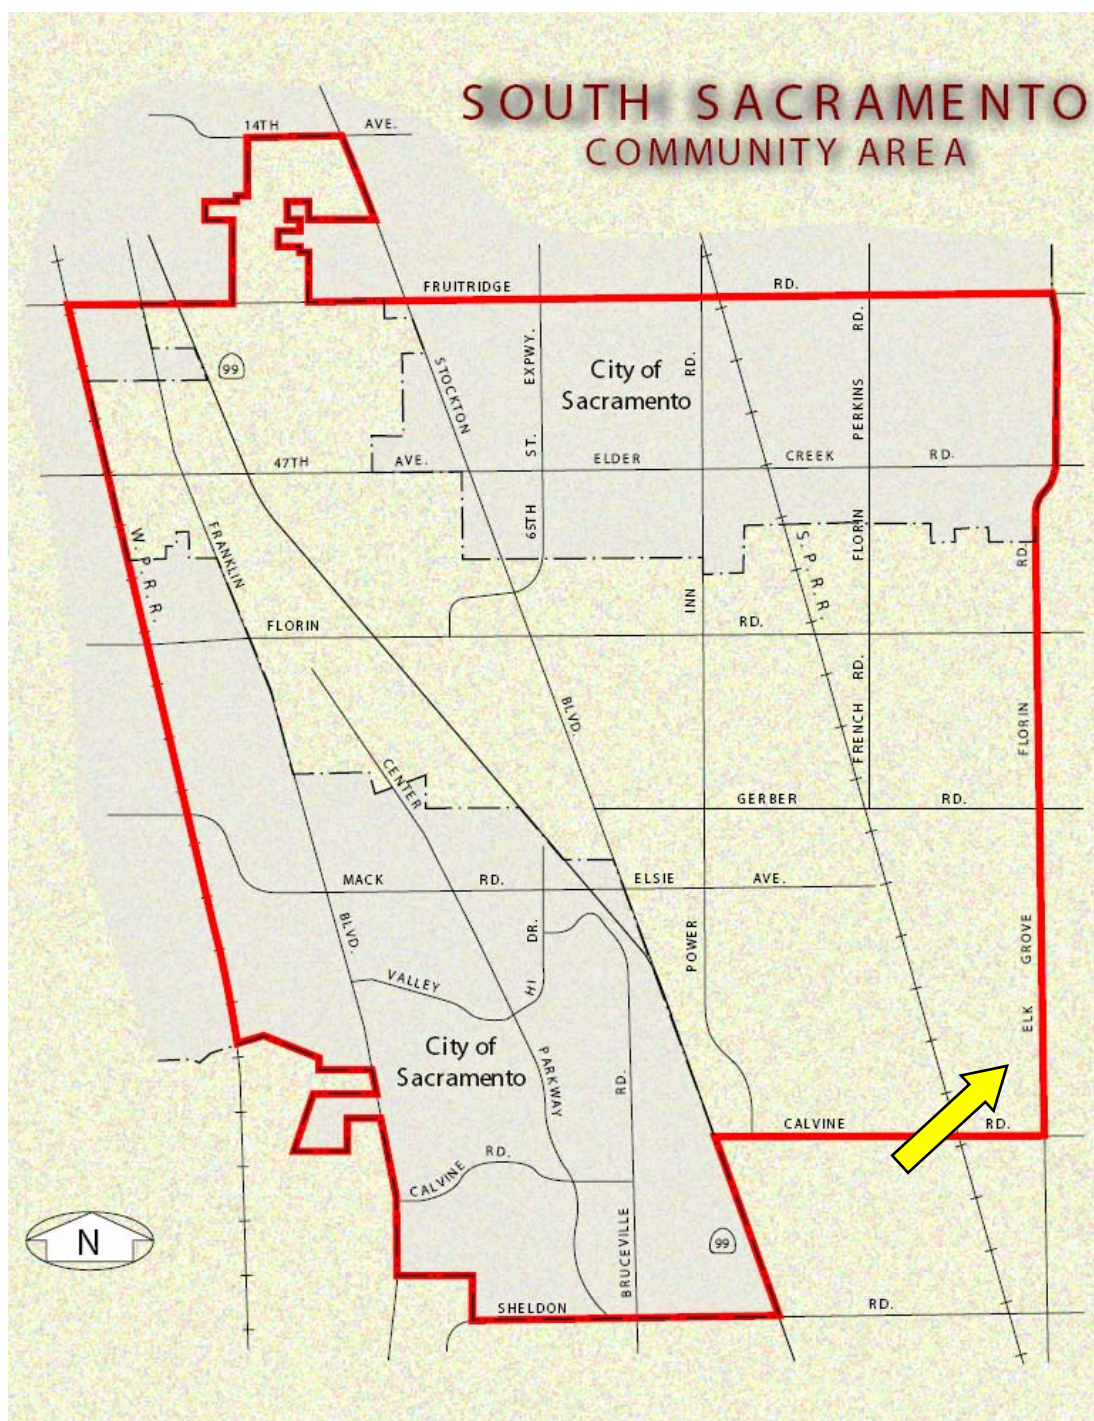 SOUTH SACRAMENTO
COMMUNITY AREA
14TH AVE.
FRUITRIDGE RD.
99
STOCKTON
65TH ST. EXPWY.
City of
Sacramento
RD.
PERKINS RD.
47TH AVE. ELDER CREEK RD.
W. P. R. R.
FRANKLIN
FLORIN
S. P. R. R.
RD.
INN
FLORIN RD.
BLVD.
FRENCH RD.
FLORIN
CENTER
GERBER RD.
MACK RD. ELSIE AVE.
BLVD.
VALLEY HI DR.
POWER
ELK GROVE
City of
Sacramento
PARKWAY
RD.
CALVINE RD.
CALVINE RD.
BRUCEVILLE
99
N
SHELDON RD.